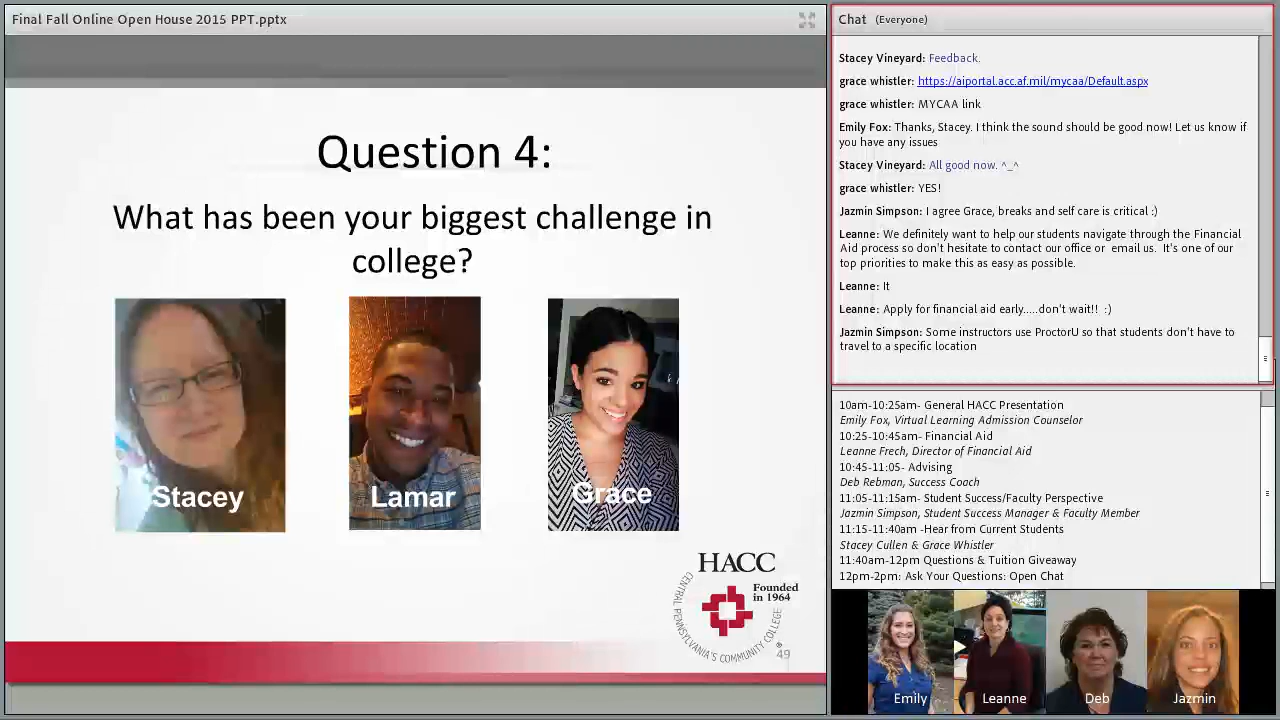 Final Fall Online Open House 2015 PPT.pptx
Question 4:
What has been your biggest challenge in
college?
Stacey
Lamar
Grace
HACC
Founded
in 1964
CENTRAL PENNSYLVANIA'S COMMUNITY COLLEGE
®
49
Chat (Everyone)
Stacey Vineyard: Feedback.
grace whistler: https://aiportal.acc.af.mil/mycaa/Default.aspx
grace whistler: MYCAA link
Emily Fox: Thanks, Stacey. I think the sound should be good now! Let us know if
you have any issues
Stacey Vineyard: All good now. ^_^
grace whistler: YES!
Jazmin Simpson: I agree Grace, breaks and self care is critical :)
Leanne: We definitely want to help our students navigate through the Financial
Aid process so don't hesitate to contact our office or email us. It's one of our
top priorities to make this as easy as possible.
Leanne: It
Leanne: Apply for financial aid early.....don't wait!! :)
Jazmin Simpson: Some instructors use ProctorU so that students don't have to
travel to a specific location
10am-10:25am- General HACC Presentation
Emily Fox, Virtual Learning Admission Counselor
10:25-10:45am- Financial Aid
Leanne Frech, Director of Financial Aid
10:45-11:05- Advising
Deb Rebman, Success Coach
11:05-11:15am- Student Success/Faculty Perspective
Jazmin Simpson, Student Success Manager & Faculty Member
11:15-11:40am -Hear from Current Students
Stacey Cullen & Grace Whistler
11:40am-12pm Questions & Tuition Giveaway
12pm-2pm: Ask Your Questions: Open Chat
Emily
Leanne
Deb
Jazmin